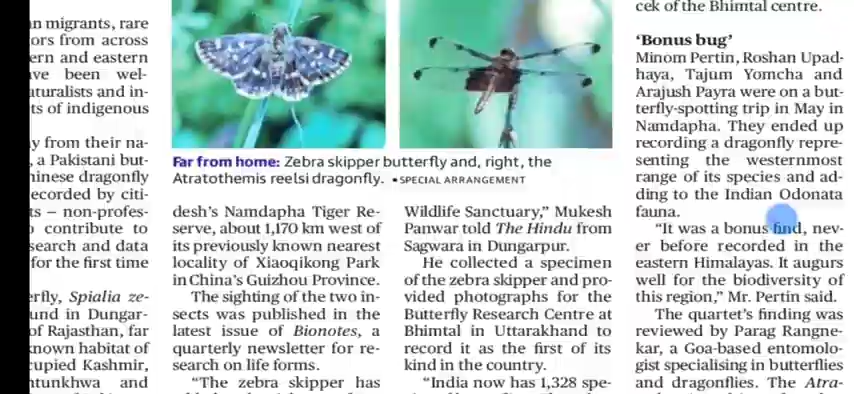 an migrants, rare
ors from across
ern and eastern
ave been wel-
aturalists and in-
ts of indigenous
y from their na-
, a Pakistani but-
hinese dragonfly
ecorded by citi-
ts – non-profes-
o contribute to
search and data
for the first time
erfly, Spialia ze-
und in Dungar-
of Rajasthan, far
known habitat of
cupied Kashmir,
htunkhwa and
Far from home: Zebra skipper butterfly and, right, the
Atratothemis reelsi dragonfly. •SPECIAL ARRANGEMENT
desh's Namdapha Tiger Re-
serve, about 1,170 km west of
its previously known nearest
locality of Xiaoqikong Park
in China's Guizhou Province.
The sighting of the two in-
sects was published in the
latest issue of Bionotes, a
quarterly newsletter for re-
search on life forms.
"The zebra skipper has
Wildlife Sanctuary," Mukesh
Panwar told The Hindu from
Sagwara in Dungarpur.
He collected a specimen
of the zebra skipper and pro-
vided photographs for the
Butterfly Research Centre at
Bhimtal in Uttarakhand to
record it as the first of its
kind in the country.
"India now has 1,328 spe-
cek of the Bhimtal centre.
'Bonus bug'
Minom Pertin, Roshan Upad-
haya, Tajum Yomcha and
Arajush Payra were on a but-
terfly-spotting trip in May in
Namdapha. They ended up
recording a dragonfly repre-
senting the westernmost
range of its species and ad-
ding to the Indian Odonata
fauna.
"It was a bonus find, nev-
er before recorded in the
eastern Himalayas. It augurs
well for the biodiversity of
this region," Mr. Pertin said.
The quartet's finding was
reviewed by Parag Rangne-
kar, a Goa-based entomolo-
gist specialising in butterflies
and dragonflies. The Atra-